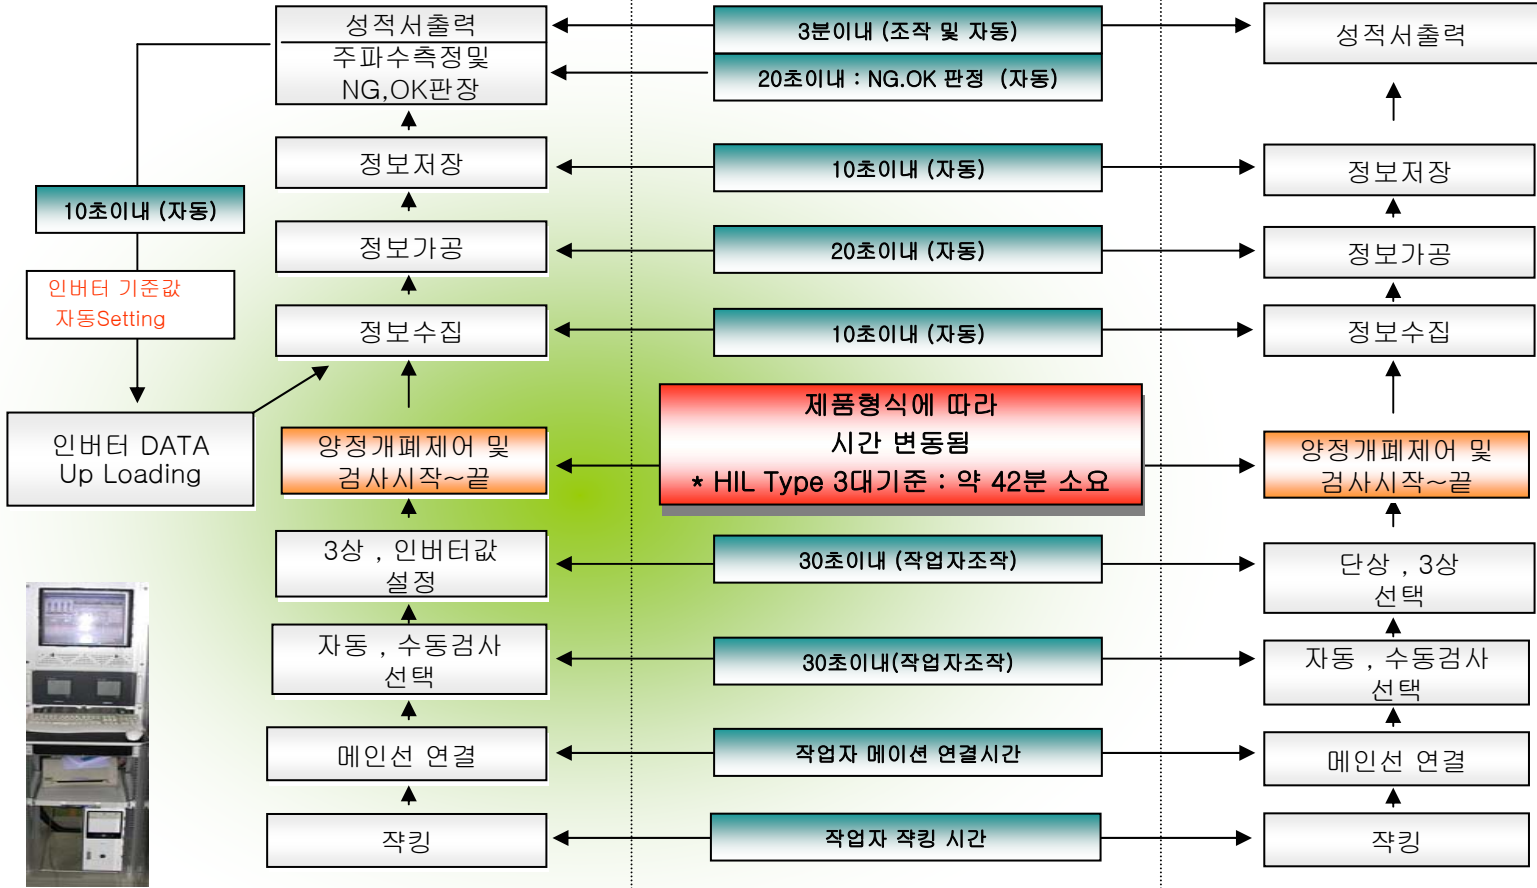 성적서출력
주파수측정및
NG,OK판장
3분이내 (조작 및 자동)
20초이내 : NG.OK 판정 (자동)
성적서출력
정보저장
10초이내 (자동)
정보저장
10초이내 (자동)
정보가공
20초이내 (자동)
정보가공
인버터 기준값
자동Setting
정보수집
10초이내 (자동)
정보수집
인버터 DATA
Up Loading
양정개폐제어 및
검사시작~끝
제품형식에 따라
시간 변동됨
* HIL Type 3대기준 : 약 42분 소요
양정개폐제어 및
검사시작~끝
3상 , 인버터값
설정
30초이내 (작업자조작)
단상 , 3상
선택
자동 , 수동검사
선택
30초이내(작업자조작)
자동 , 수동검사
선택
메인선 연결
작업자 메이션 연결시간
메인선 연결
쟉킹
작업자 쟉킹 시간
쟉킹